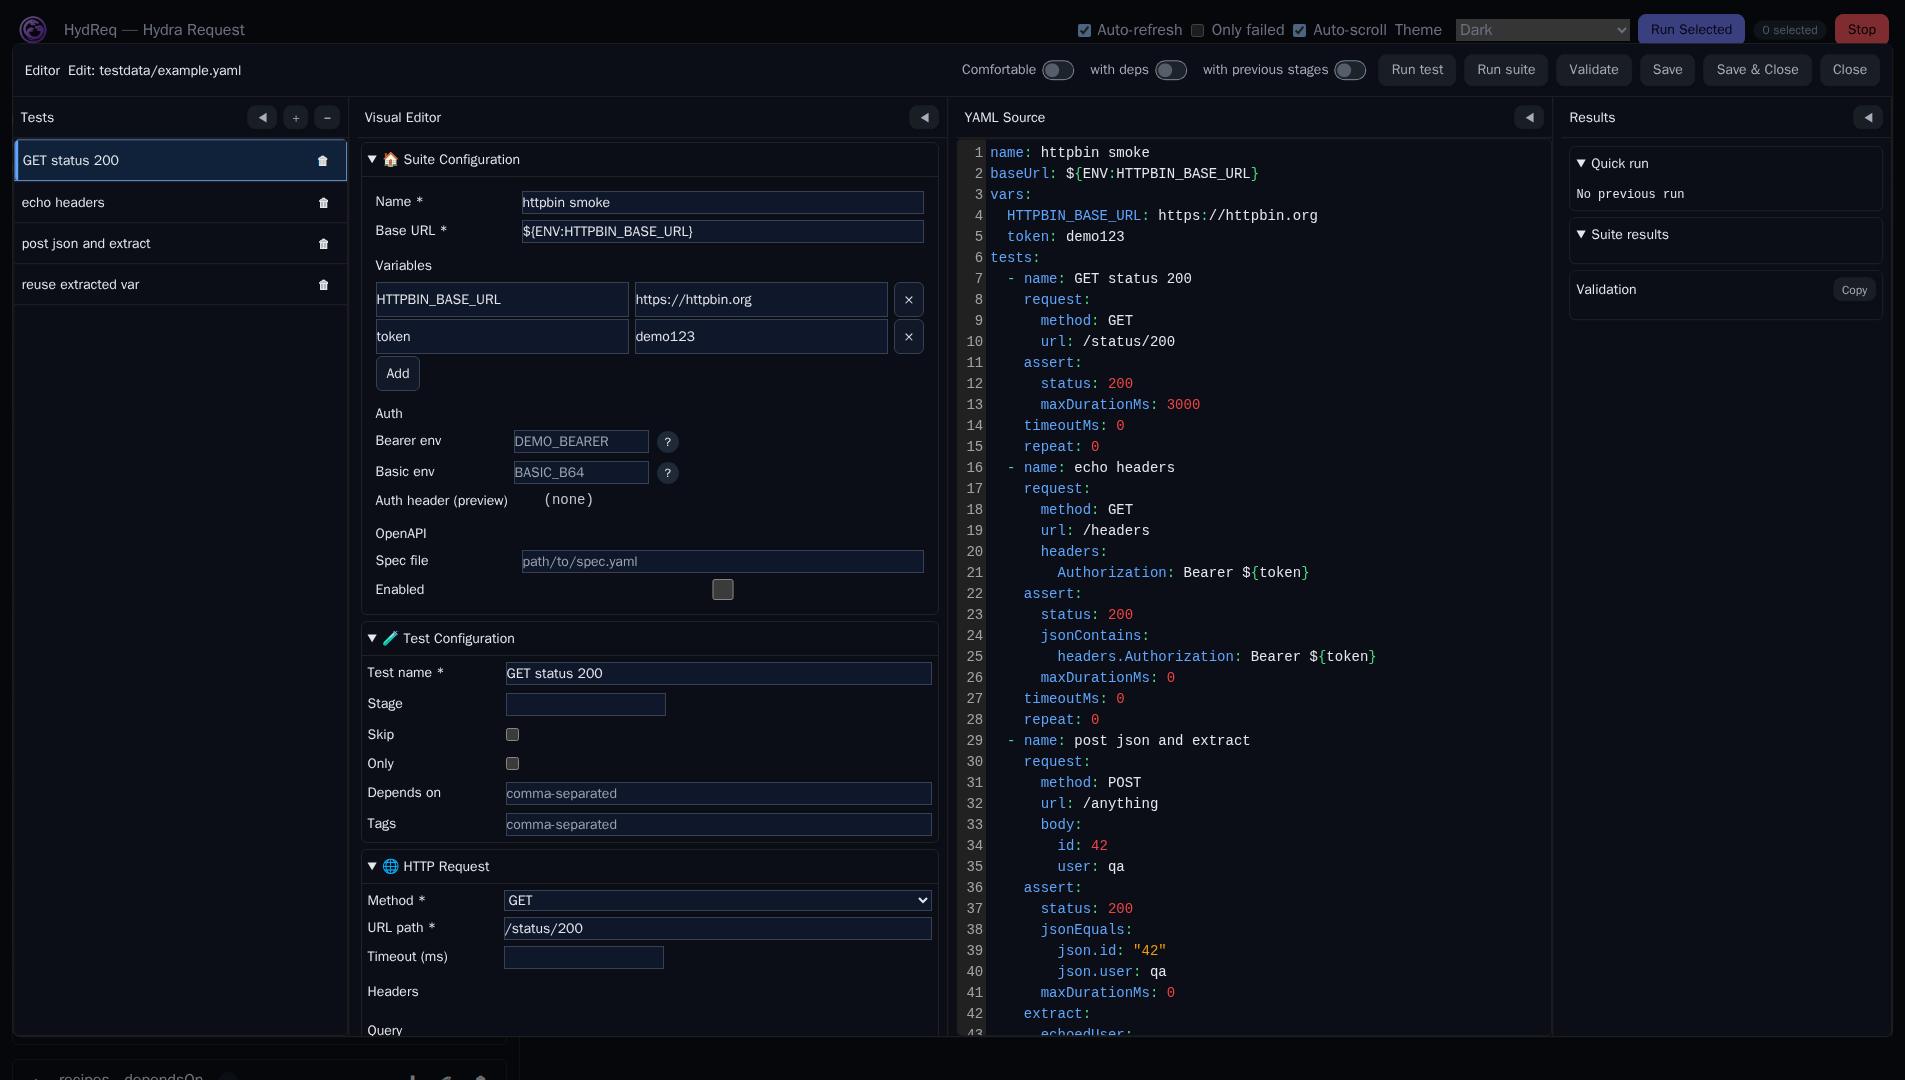 HydReq — Hydra Request
Auto-refresh
Only failed
Auto-scroll
Theme
Dark
Run Selected
0 selected
Stop
Editor Edit: testdata/example.yaml
Comfortable
with deps
with previous stages
Run test
Run suite
Validate
Save
Save & Close
Close
Tests
◀
+
−
GET status 200
echo headers
post json and extract
reuse extracted var
Visual Editor
◀
▼ 🏠 Suite Configuration
Name * httpbin smoke
Base URL * ${ENV:HTTPBIN_BASE_URL}
Variables
HTTPBIN_BASE_URL https://httpbin.org ×
token demo123 ×
Add
Auth
Bearer env DEMO_BEARER ?
Basic env BASIC_B64 ?
Auth header (preview) (none)
OpenAPI
Spec file path/to/spec.yaml
Enabled
▼ 🧪 Test Configuration
Test name * GET status 200
Stage
Skip
Only
Depends on comma-separated
Tags comma-separated
▼ 🌐 HTTP Request
Method * GET
URL path * /status/200
Timeout (ms)
Headers
Query
YAML Source
◀
1 name: httpbin smoke
2 baseUrl: ${ENV:HTTPBIN_BASE_URL}
3 vars:
4   HTTPBIN_BASE_URL: https://httpbin.org
5   token: demo123
6 tests:
7   - name: GET status 200
8     request:
9       method: GET
10       url: /status/200
11     assert:
12       status: 200
13       maxDurationMs: 3000
14     timeoutMs: 0
15     repeat: 0
16   - name: echo headers
17     request:
18       method: GET
19       url: /headers
20       headers:
21         Authorization: Bearer ${token}
22     assert:
23       status: 200
24       jsonContains:
25         headers.Authorization: Bearer ${token}
26       maxDurationMs: 0
27     timeoutMs: 0
28     repeat: 0
29   - name: post json and extract
30     request:
31       method: POST
32       url: /anything
33       body:
34         id: 42
35         user: qa
36     assert:
37       status: 200
38       jsonEquals:
39         json.id: "42"
40         json.user: qa
41       maxDurationMs: 0
42     extract:
43       echoedUser:
Results
◀
▼ Quick run
No previous run
▼ Suite results
Validation
Copy
recipes - dependsOn